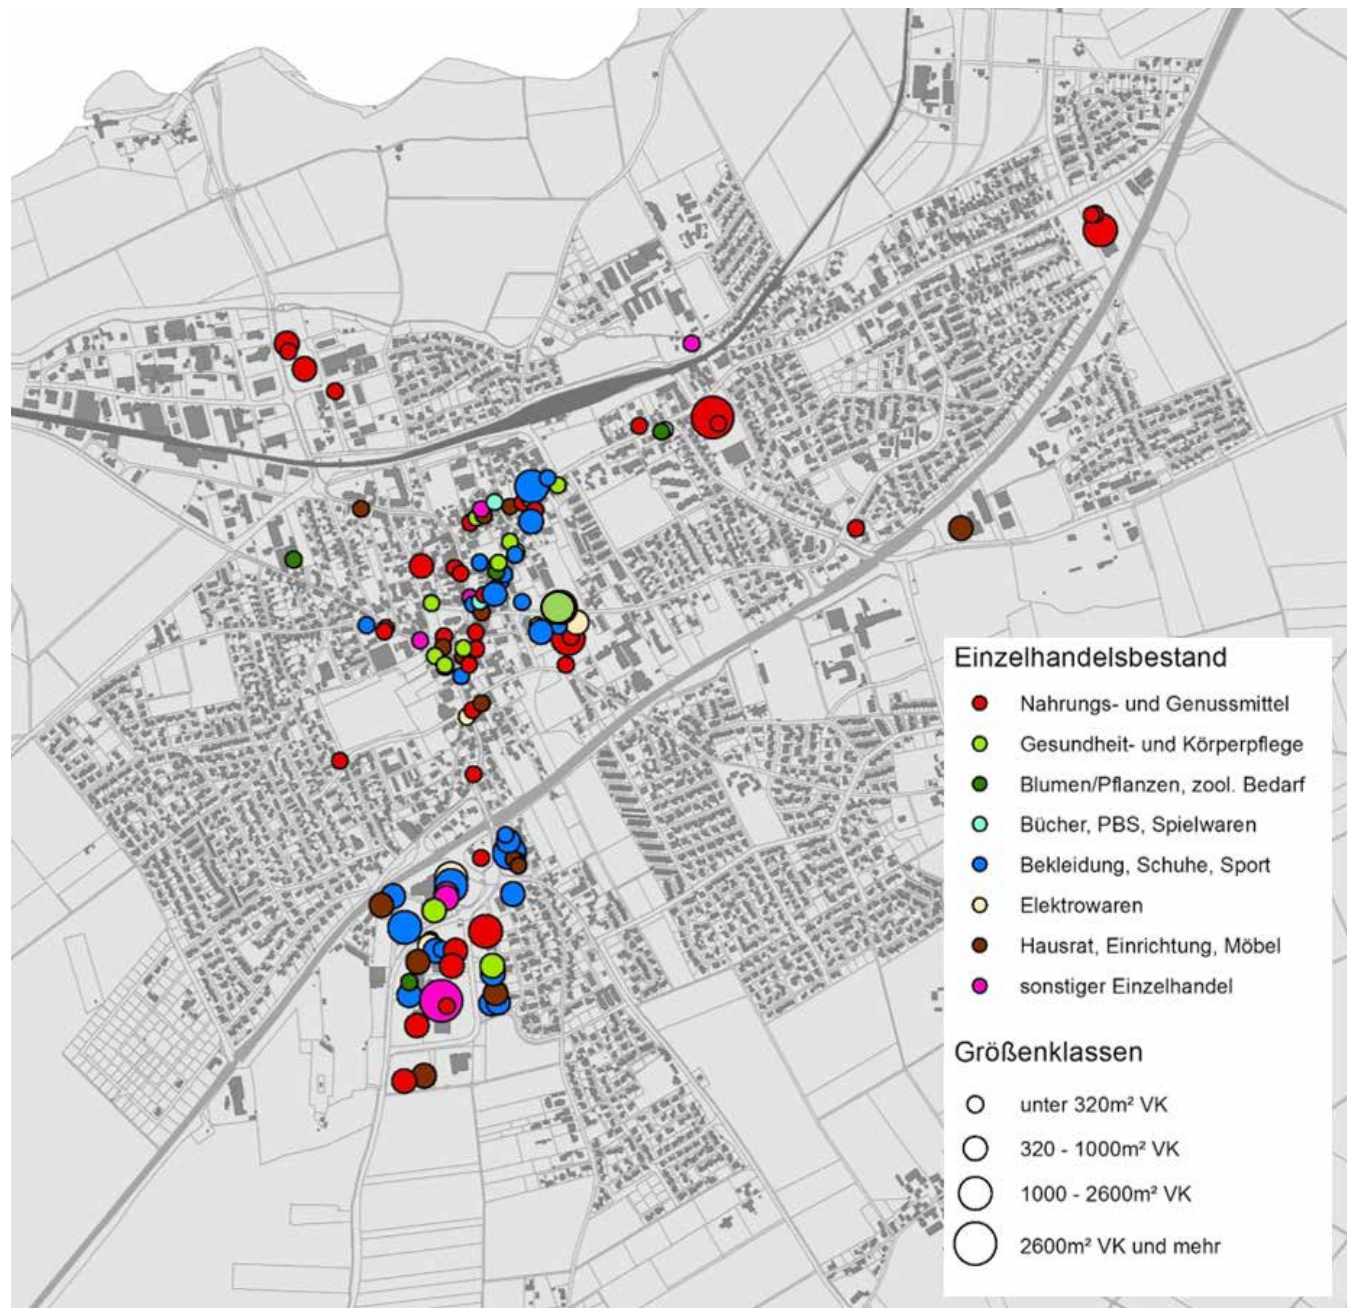 Einzelhandelsbestand
Nahrungs- und Genussmittel
Gesundheit- und Körperpflege
Blumen/Pflanzen, zool. Bedarf
Bücher, PBS, Spielwaren
Bekleidung, Schuhe, Sport
Elektrowaren
Hausrat, Einrichtung, Möbel
sonstiger Einzelhandel
Größenklassen
unter 320m² VK
320 - 1000m² VK
1000 - 2600m² VK
2600m² VK und mehr